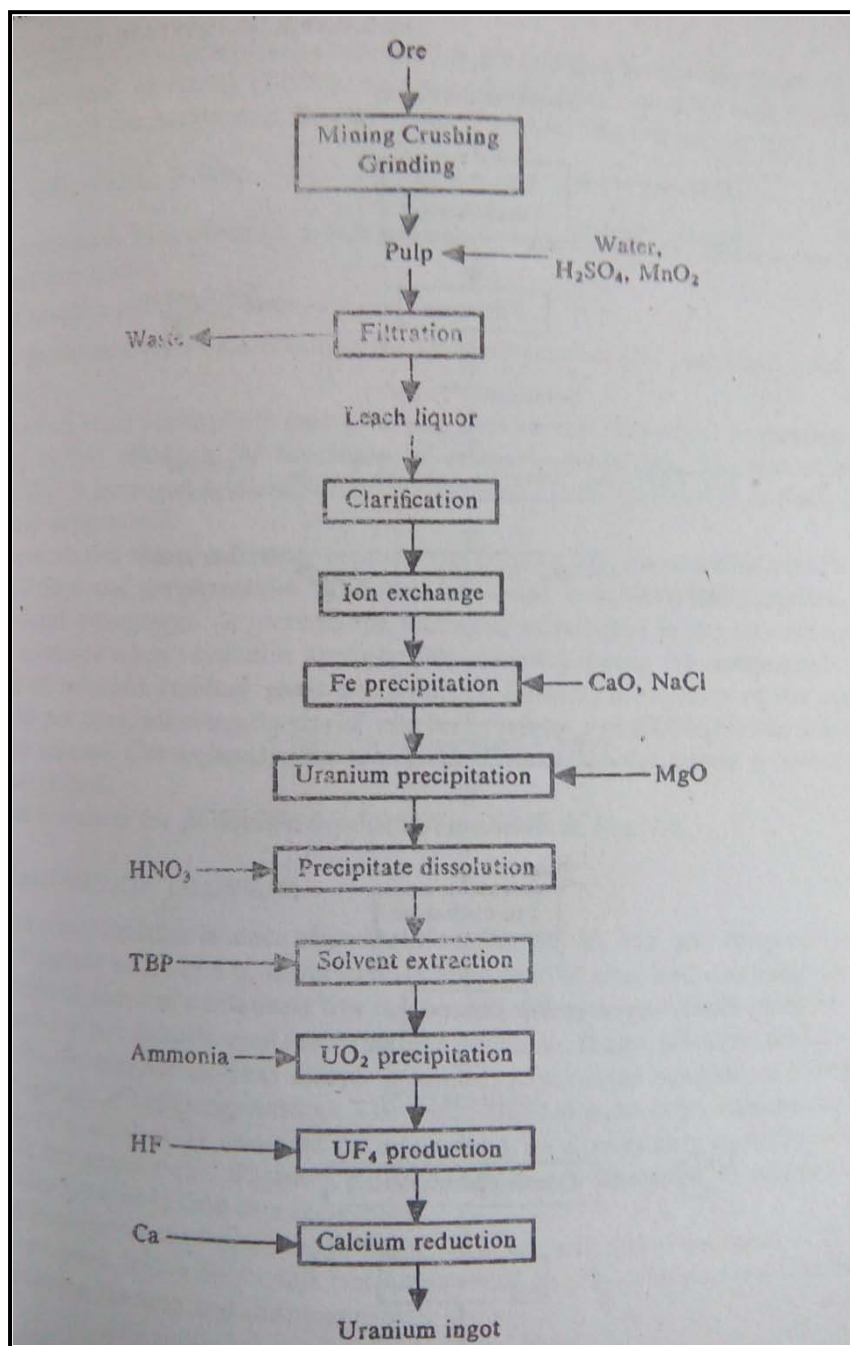 Ore
Mining Crushing
Grinding
Pulp
Water,
H₂SO₄, MnO₂
Waste
Filtration
Leach liquor
Clarification
Ion exchange
Fe precipitation
CaO, NaCl
Uranium precipitation
MgO
HNO₃
Precipitate dissolution
TBP
Solvent extraction
Ammonia
UO₂ precipitation
HF
UF₄ production
Ca
Calcium reduction
Uranium ingot